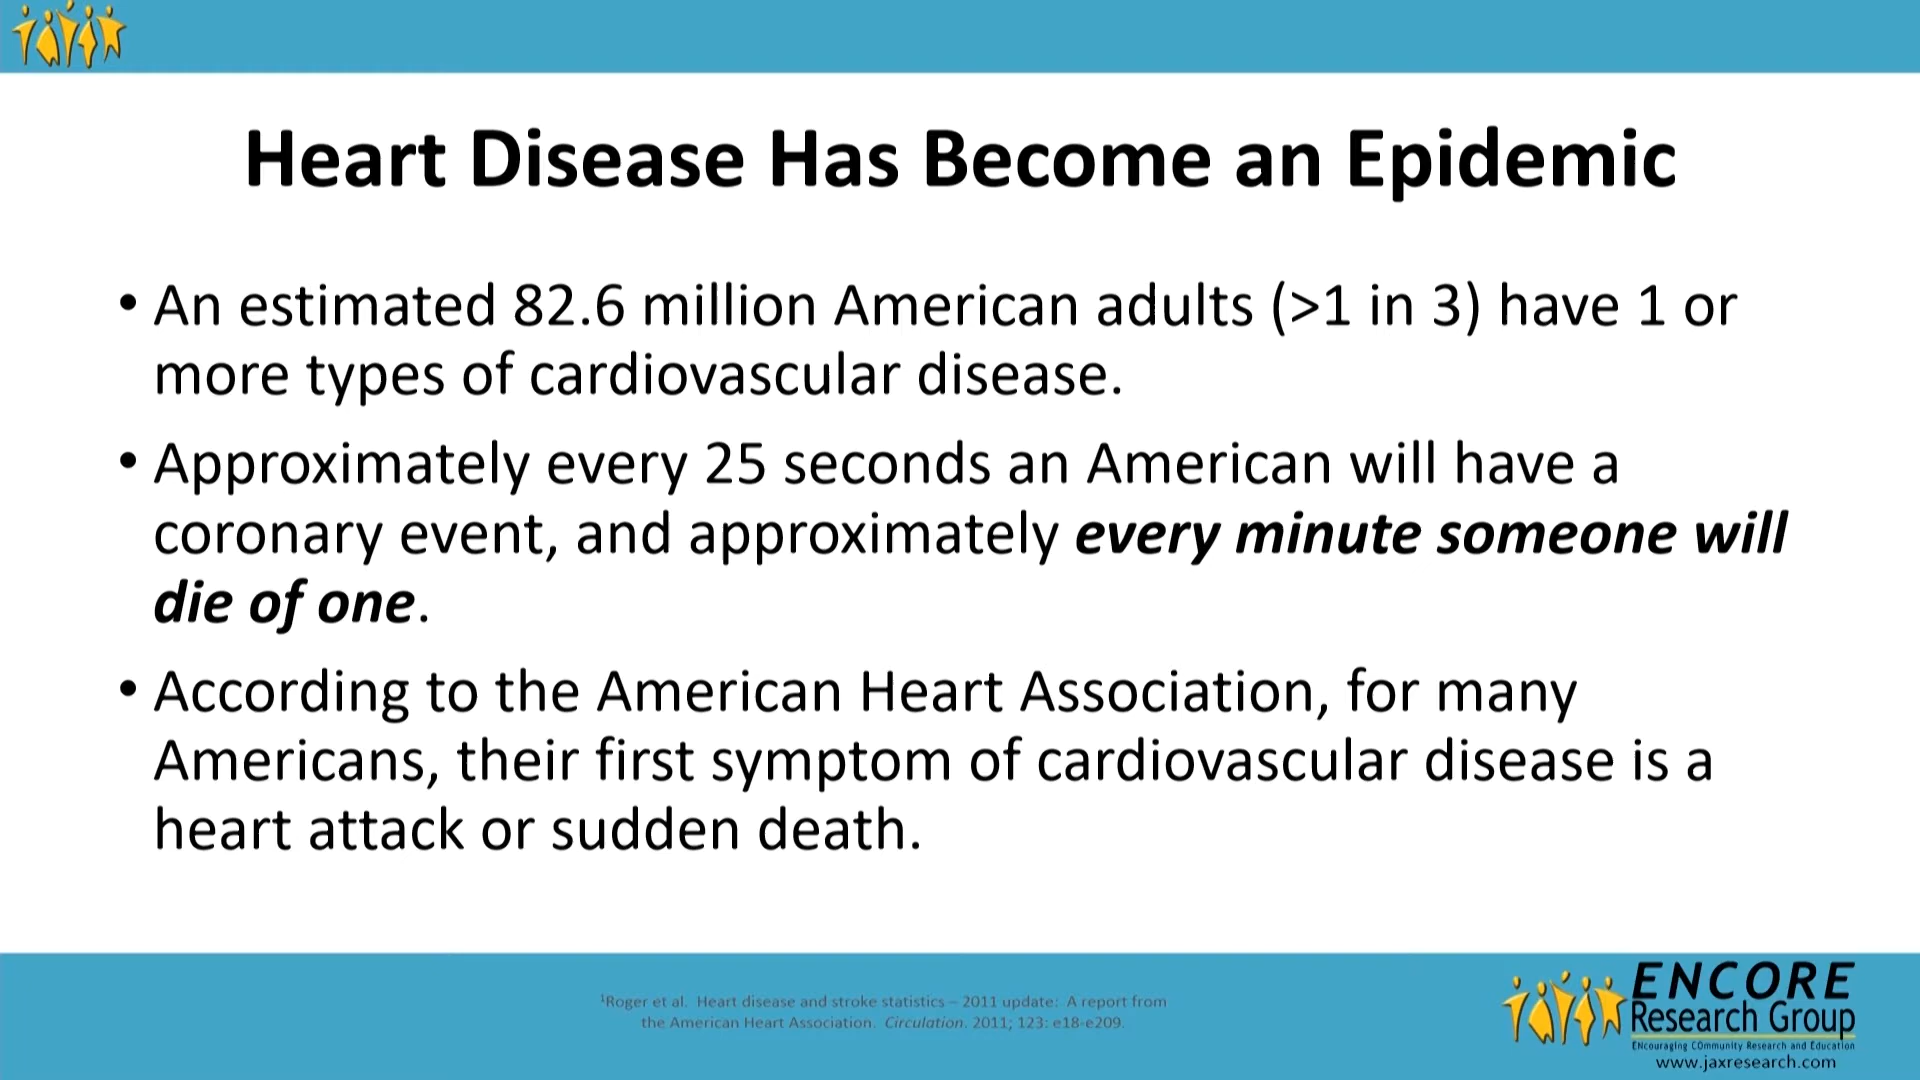 Heart Disease Has Become an Epidemic
• An estimated 82.6 million American adults (>1 in 3) have 1 or
more types of cardiovascular disease.
• Approximately every 25 seconds an American will have a
coronary event, and approximately every minute someone will
die of one.
• According to the American Heart Association, for many
Americans, their first symptom of cardiovascular disease is a
heart attack or sudden death.
¹Roger et al. Heart disease and stroke statistics – 2011 update: A report from
the American Heart Association. Circulation. 2011; 123: e18-e209.
ENCORE
Research Group
ENcouraging COmmunity Research and Education
www.jaxresearch.com